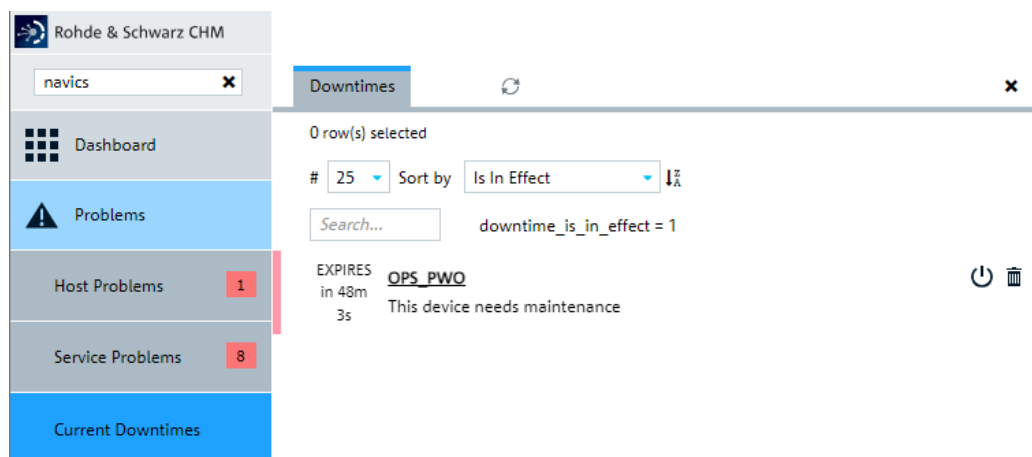 Rohde & Schwarz CHM
navics
Dashboard
Problems
Host Problems 1
Service Problems 8
Current Downtimes
Downtimes
0 row(s) selected
# 25 Sort by Is In Effect
Search... downtime_is_in_effect = 1
EXPIRES
in 48m
3s
OPS_PWO
This device needs maintenance